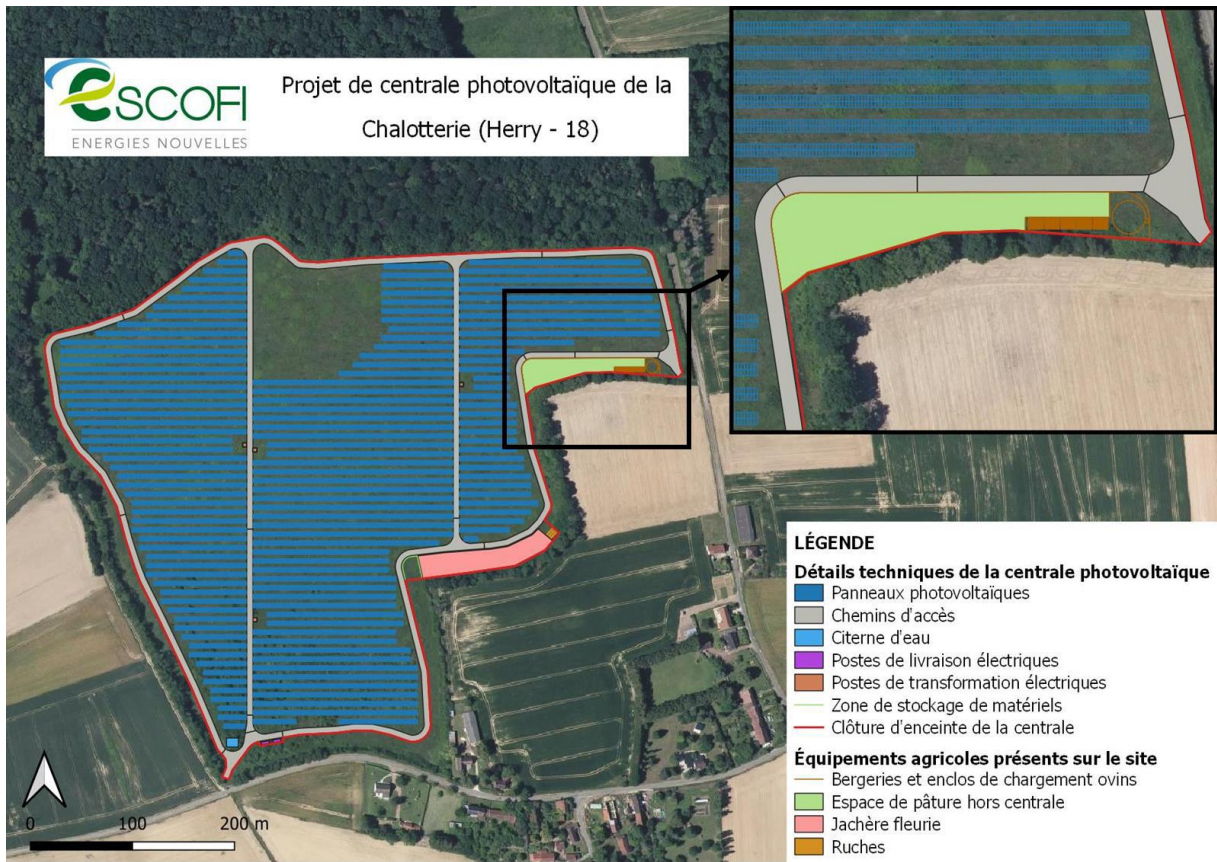 escofi
ENERGIES NOUVELLES
Projet de centrale photovoltaïque de la
Chalotterie (Herry - 18)
LÉGENDE
Détails techniques de la centrale photovoltaïque
Panneaux photovoltaïques
Chemins d'accès
Citerne d'eau
Postes de livraison électriques
Postes de transformation électriques
Zone de stockage de matériels
Clôture d'enceinte de la centrale
Équipements agricoles présents sur le site
Bergeries et enclos de chargement ovins
Espace de pâture hors centrale
Jachère fleurie
Ruches
0 100 200 m